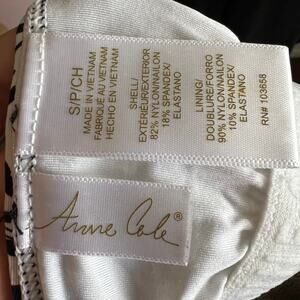 S/P/CH
MADE IN VIETNAM
FABRIQUÉ AU VIETNAM
HECHO EN VIETNAM
SHELL/
EXTÉRIEUR/EXTERIOR
82% NYLON/NAILON
18% SPANDEX/
ELASTANO
LINING/
DOUBLURE/FORRO
90% NYLON/NAILON
10% SPANDEX/
ELASTANO
RN# 103658
Anne Cole®